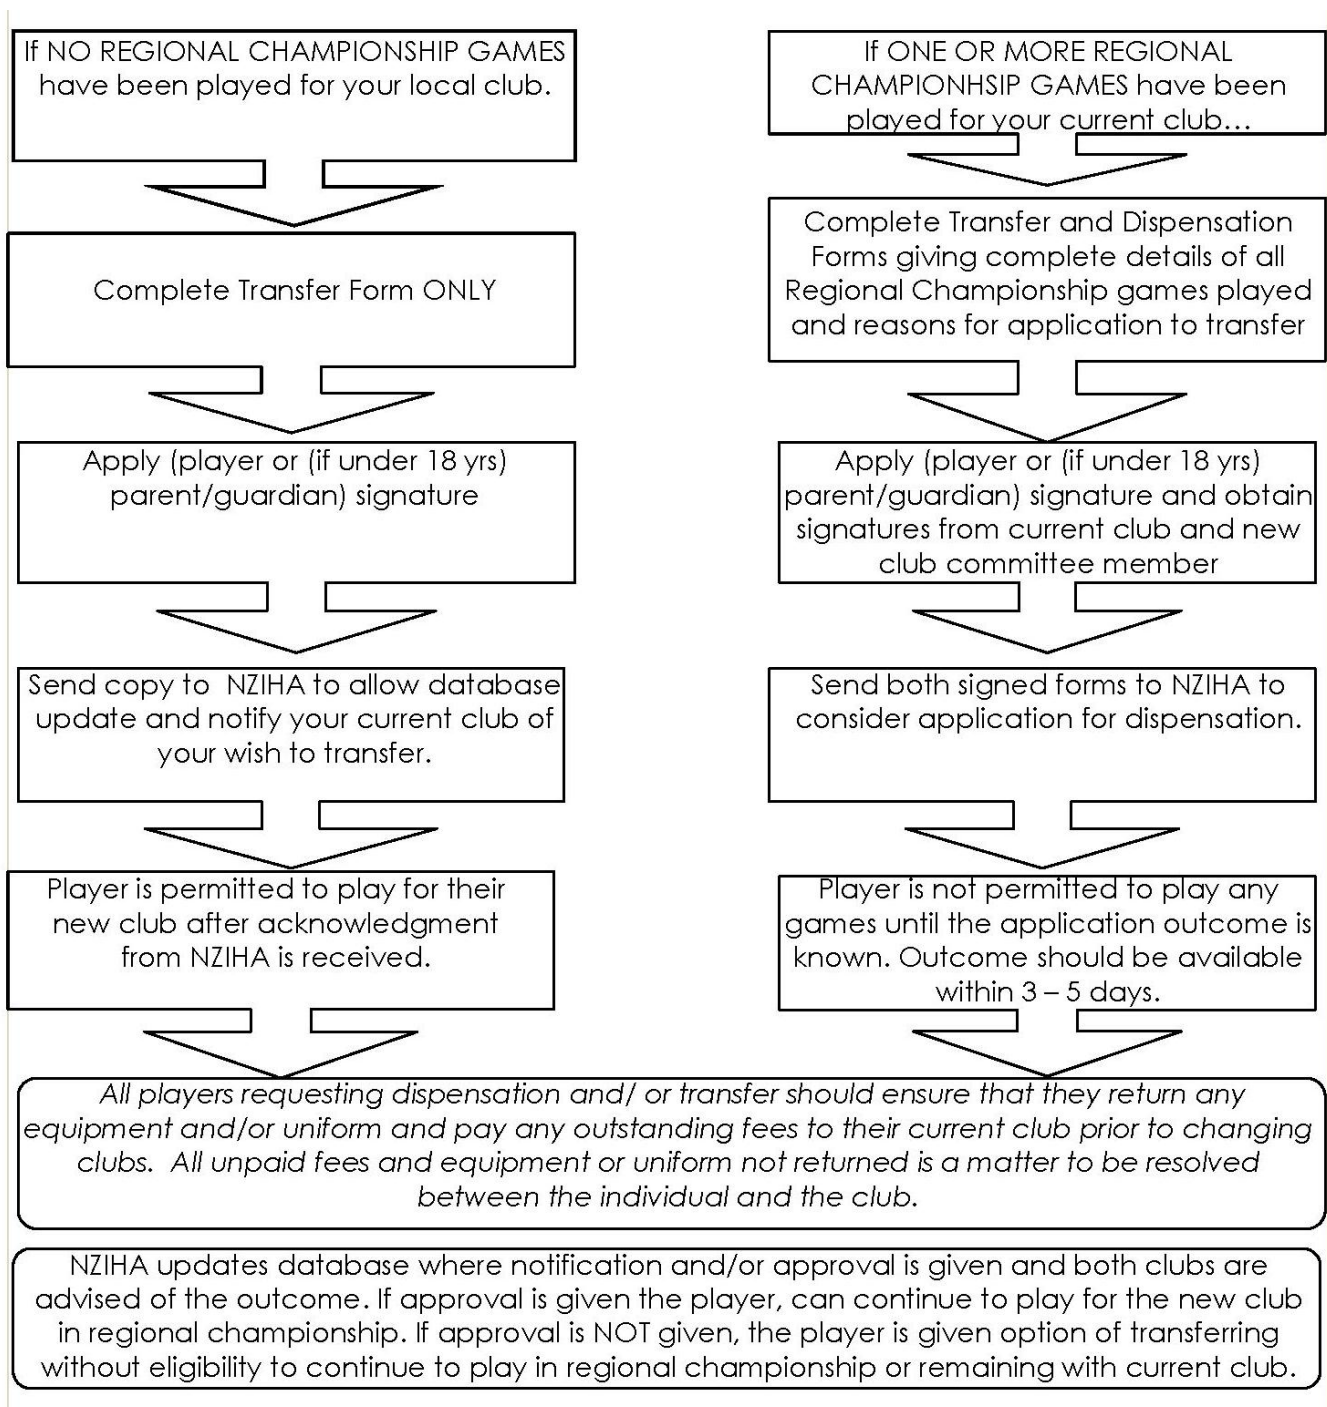 If NO REGIONAL CHAMPIONSHIP GAMES
have been played for your local club.
Complete Transfer Form ONLY
Apply (player or (if under 18 yrs)
parent/guardian) signature
Send copy to NZIHA to allow database
update and notify your current club of
your wish to transfer.
Player is permitted to play for their
new club after acknowledgment
from NZIHA is received.
If ONE OR MORE REGIONAL
CHAMPIONHSIP GAMES have been
played for your current club…
Complete Transfer and Dispensation
Forms giving complete details of all
Regional Championship games played
and reasons for application to transfer
Apply (player or (if under 18 yrs)
parent/guardian) signature and obtain
signatures from current club and new
club committee member
Send both signed forms to NZIHA to
consider application for dispensation.
Player is not permitted to play any
games until the application outcome is
known. Outcome should be available
within 3 – 5 days.
All players requesting dispensation and/ or transfer should ensure that they return any
equipment and/or uniform and pay any outstanding fees to their current club prior to changing
clubs. All unpaid fees and equipment or uniform not returned is a matter to be resolved
between the individual and the club.
NZIHA updates database where notification and/or approval is given and both clubs are
advised of the outcome. If approval is given the player, can continue to play for the new club
in regional championship. If approval is NOT given, the player is given option of transferring
without eligibility to continue to play in regional championship or remaining with current club.